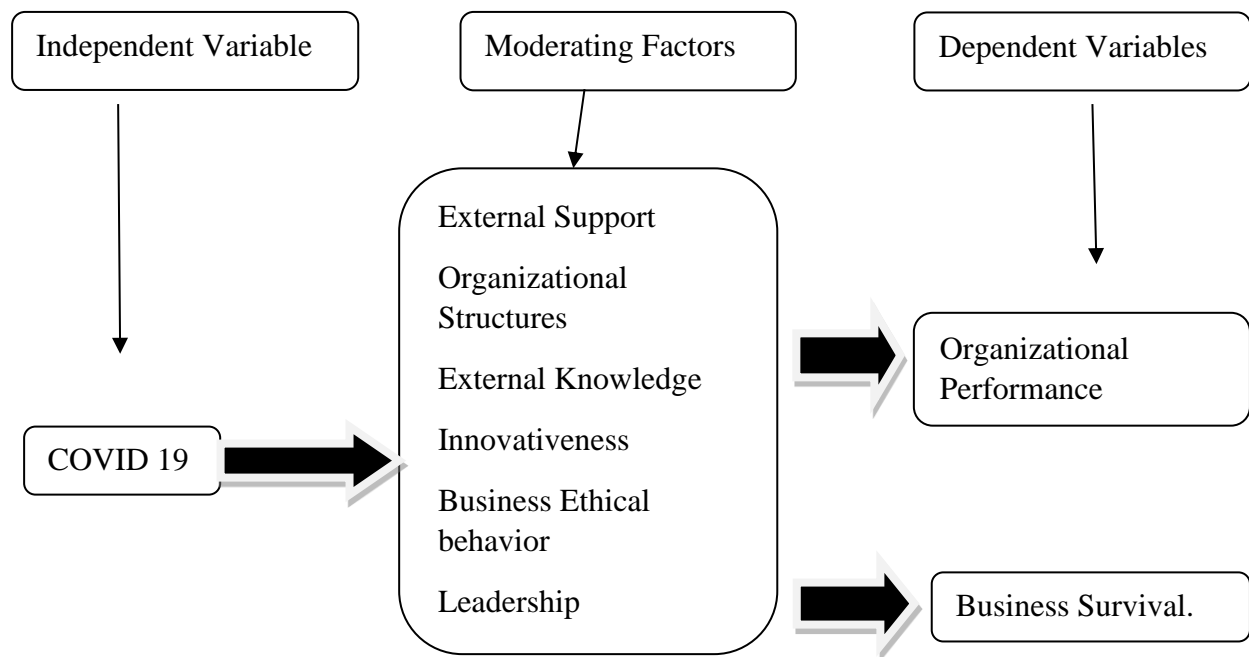 Independent Variable
Moderating Factors
Dependent Variables
External Support
Organizational
Structures
External Knowledge
Innovativeness
Business Ethical
behavior
Leadership
COVID 19
Organizational
Performance
Business Survival.